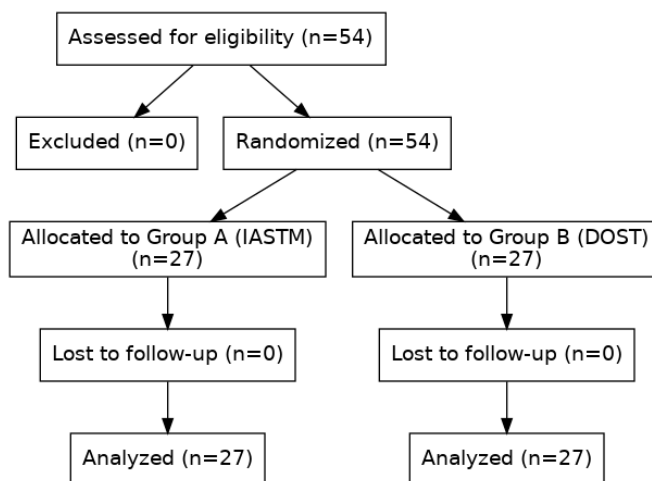 Assessed for eligibility (n=54)
Excluded (n=0)
Randomized (n=54)
Allocated to Group A (IASTM)
(n=27)
Allocated to Group B (DOST)
(n=27)
Lost to follow-up (n=0)
Lost to follow-up (n=0)
Analyzed (n=27)
Analyzed (n=27)